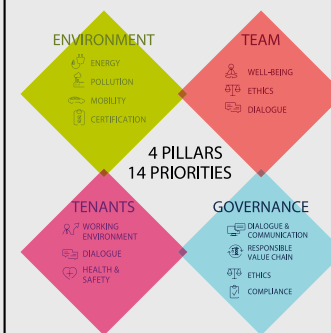 ENVIRONMENT
ENERGY
POLLUTION
MOBILITY
CERTIFICATION
TEAM
WELL-BEING
ETHICS
DIALOGUE
4 PILLARS
14 PRIORITIES
TENANTS
WORKING
ENVIRONMENT
DIALOGUE
HEALTH &
SAFETY
GOVERNANCE
DIALOGUE &
COMMUNICATION
RESPONSIBLE
VALUE CHAIN
ETHICS
COMPLIANCE